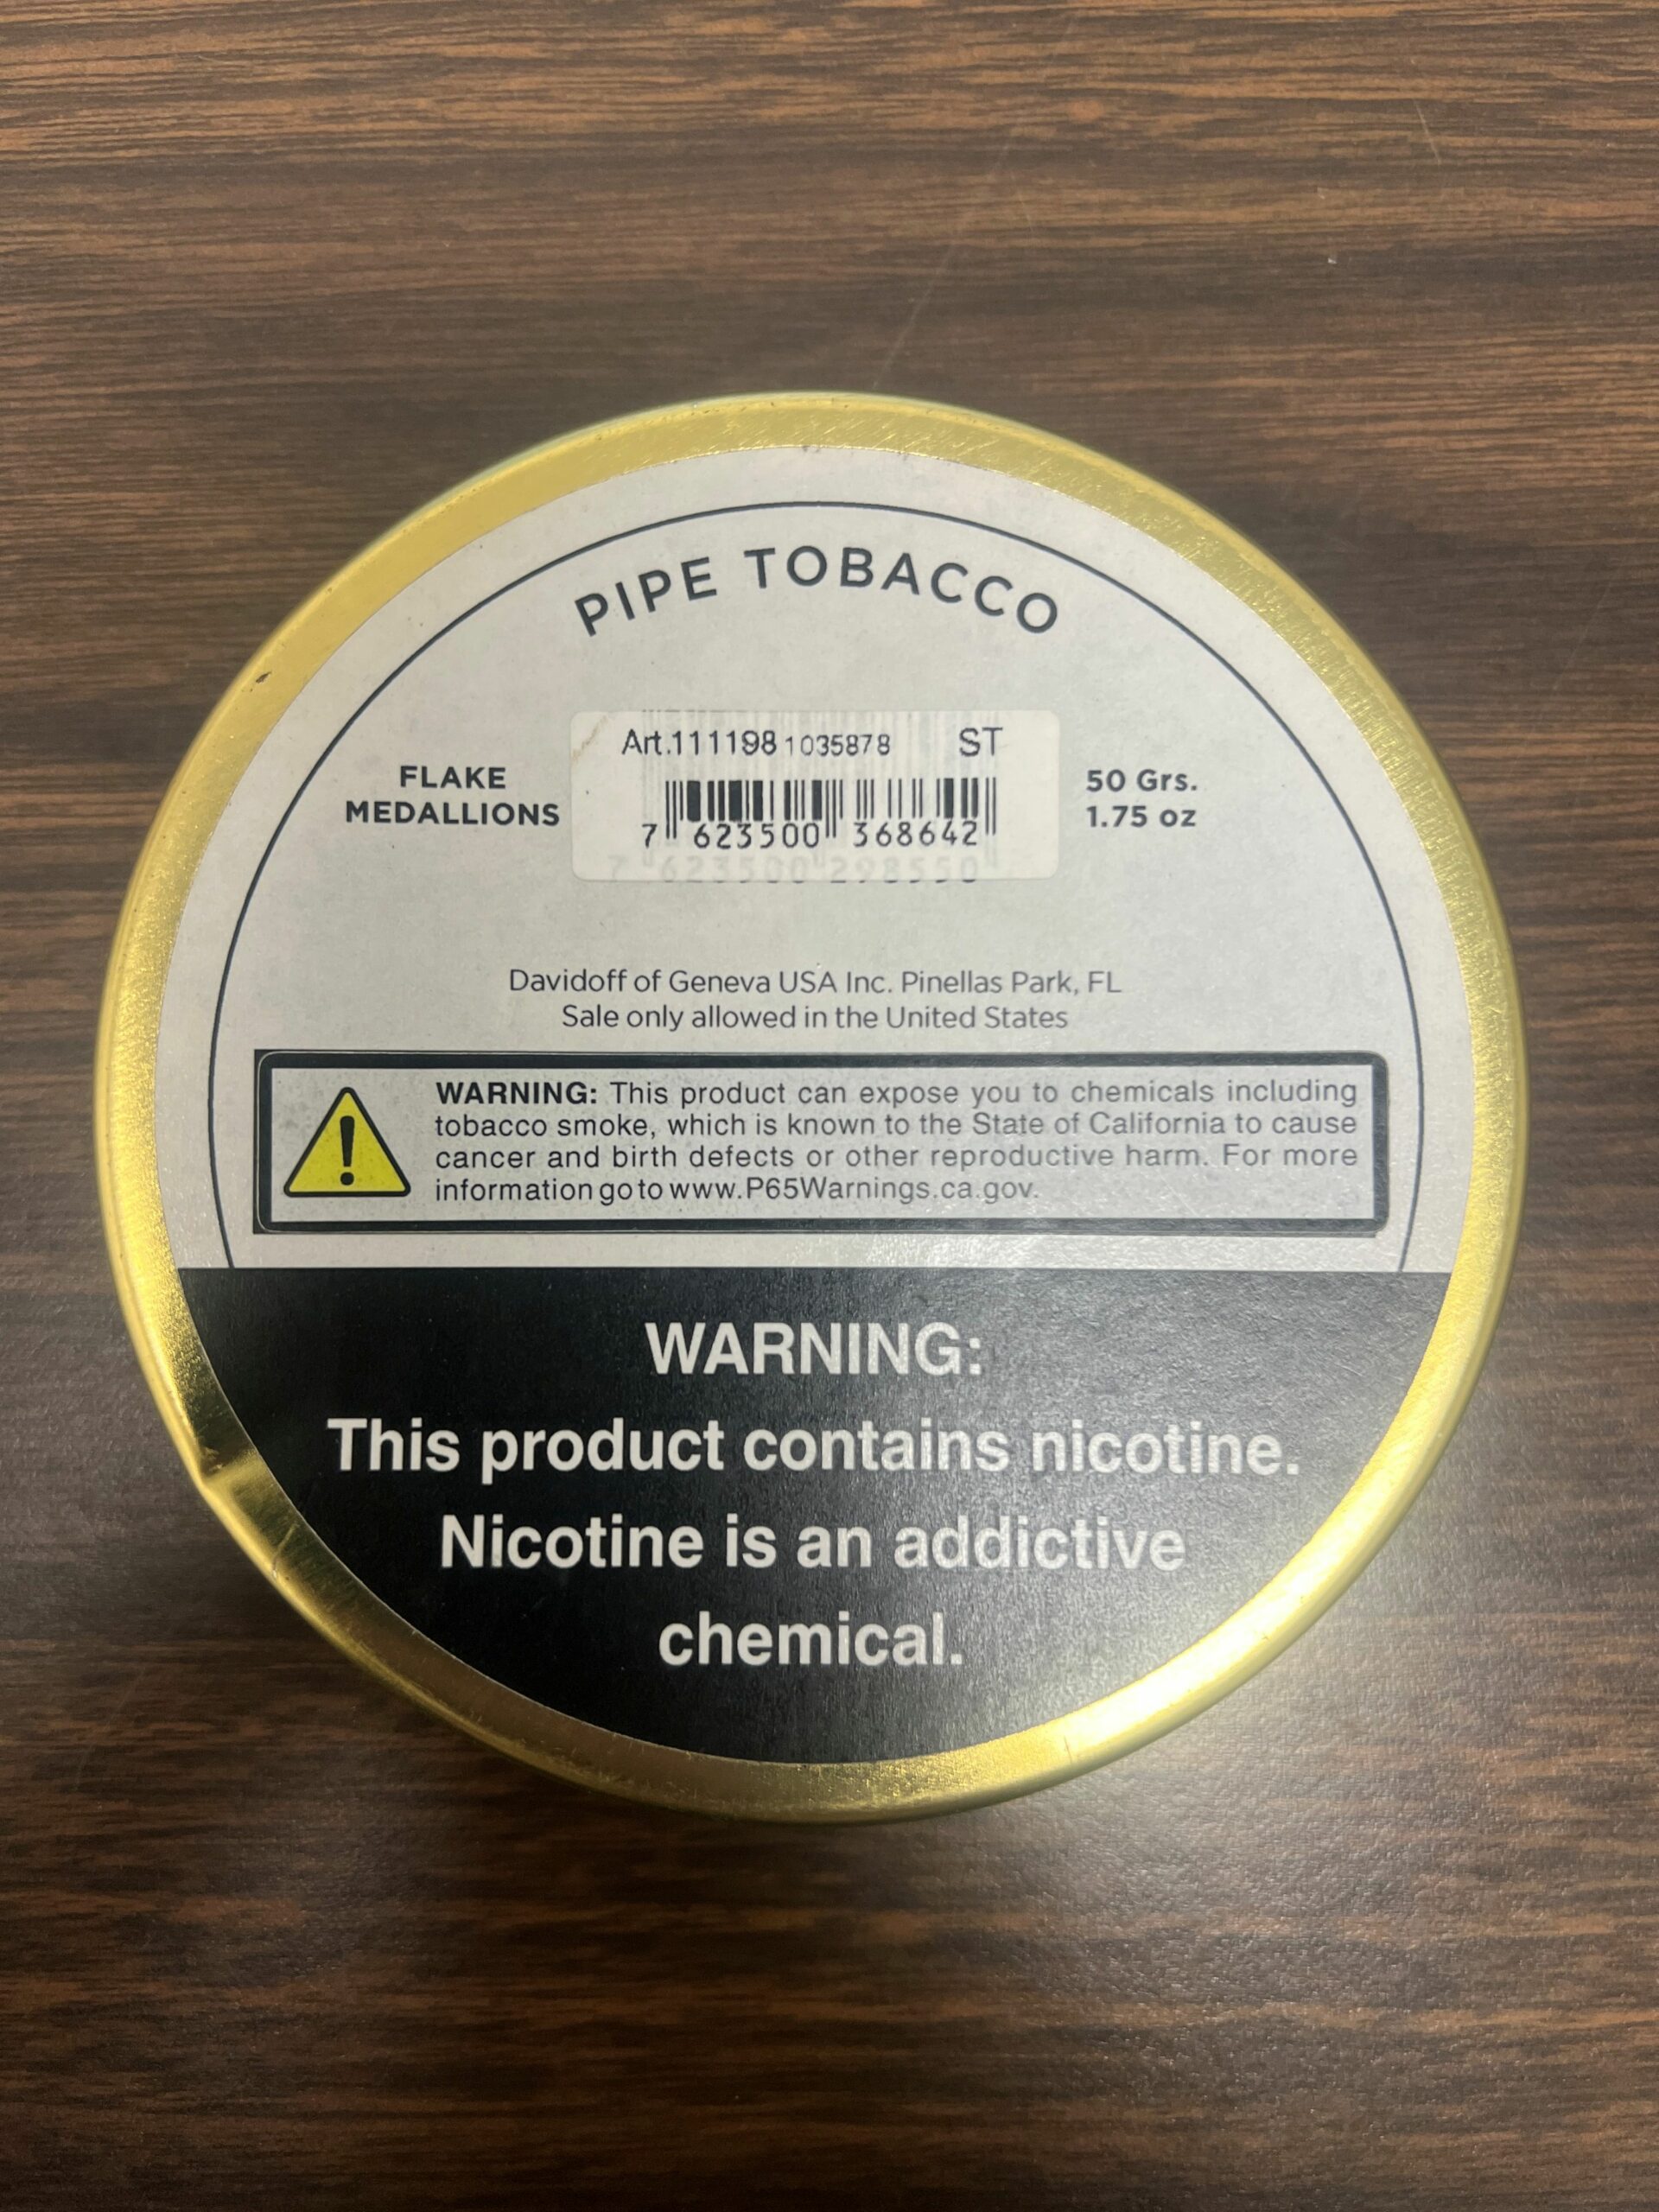 PIPE TOBACCO
Art.111198 1035878 ST
FLAKE
MEDALLIONS
7 623500 368642
50 Grs.
1.75 oz
7 623500 298550
Davidoff of Geneva USA Inc. Pinellas Park, FL
Sale only allowed in the United States
WARNING: This product can expose you to chemicals including
tobacco smoke, which is known to the State of California to cause
cancer and birth defects or other reproductive harm. For more
information go to www.P65Warnings.ca.gov.
WARNING:
This product contains nicotine.
Nicotine is an addictive
chemical.